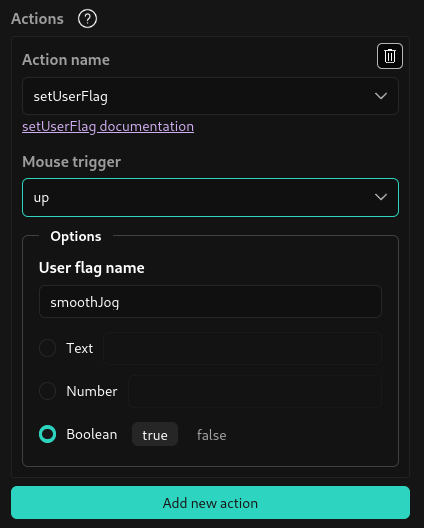 Actions ?
Action name
setUserFlag
setUserFlag documentation
Mouse trigger
up
Options
User flag name
smoothJog
Text
Number
Boolean true false
Add new action